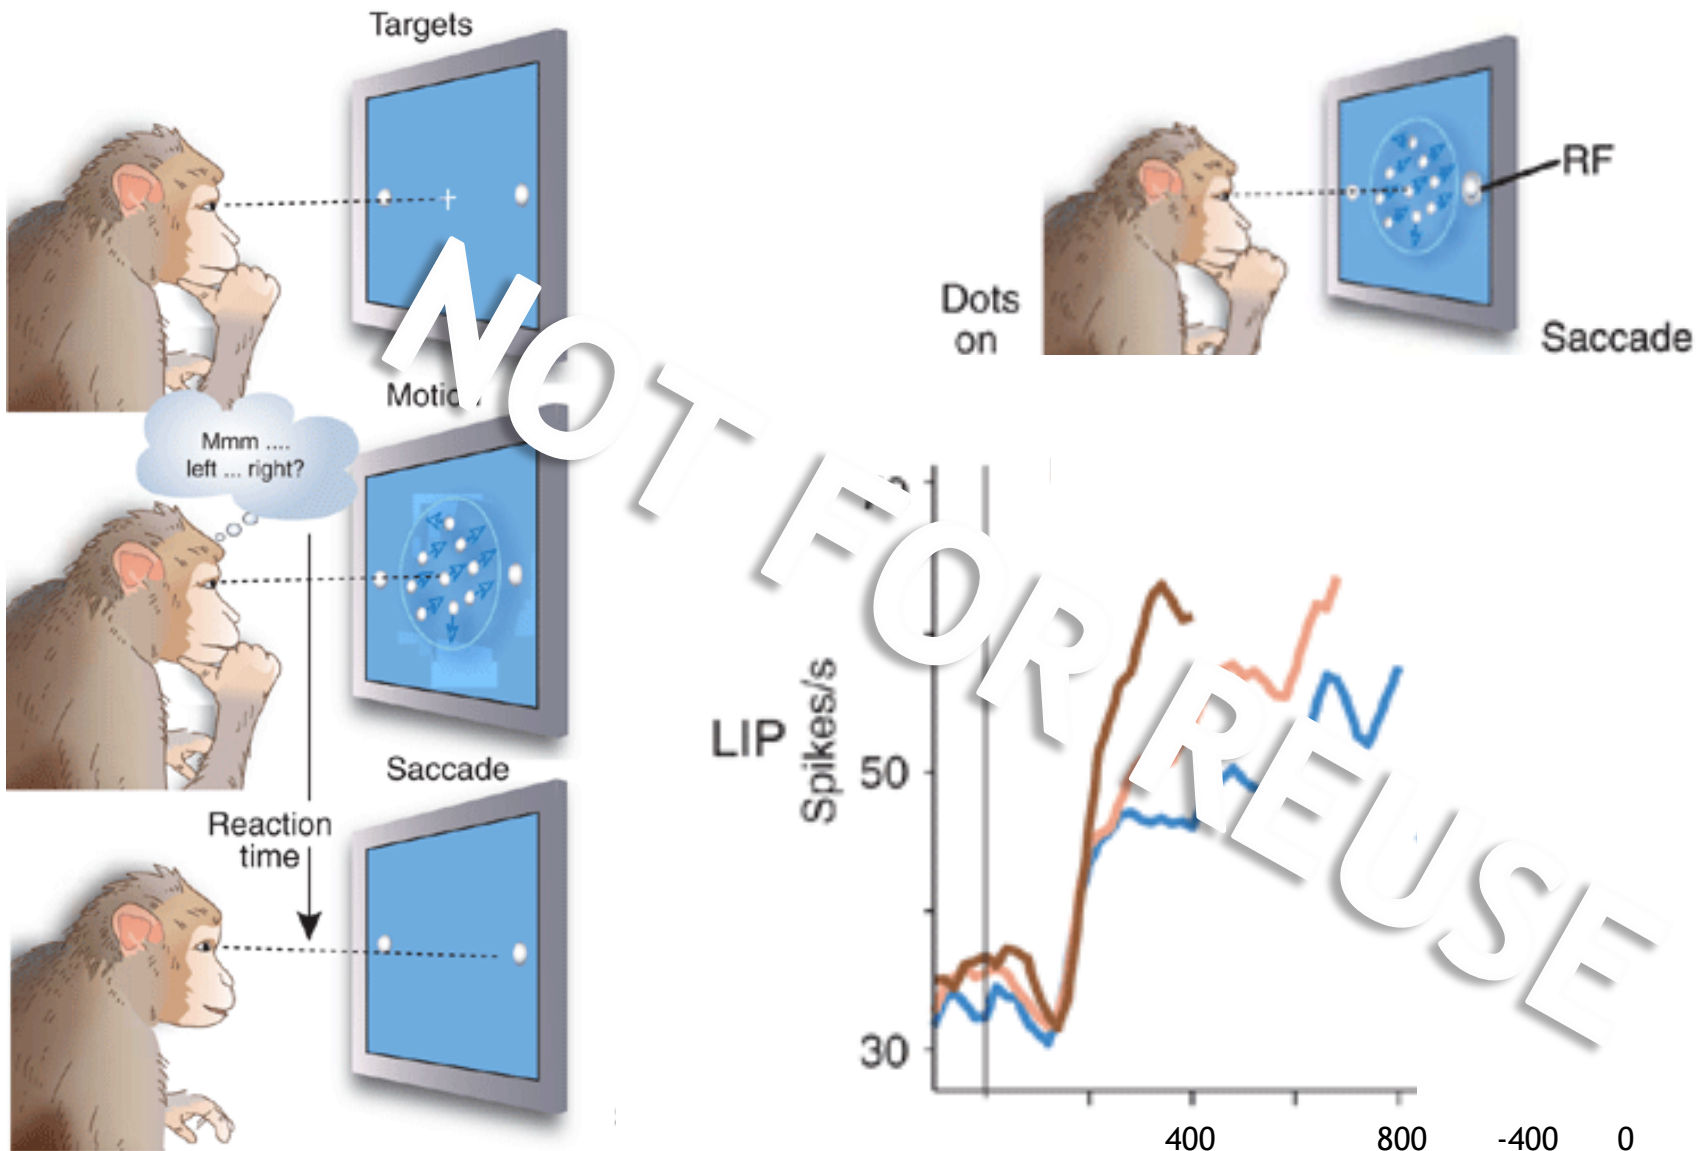 Targets
RF
Dots
on
Saccade
Mmm ....
left ... right?
NOT FOR REUSE
LIP
Spikes/s
50
30
Saccade
Reaction
time
400
800
-400
0